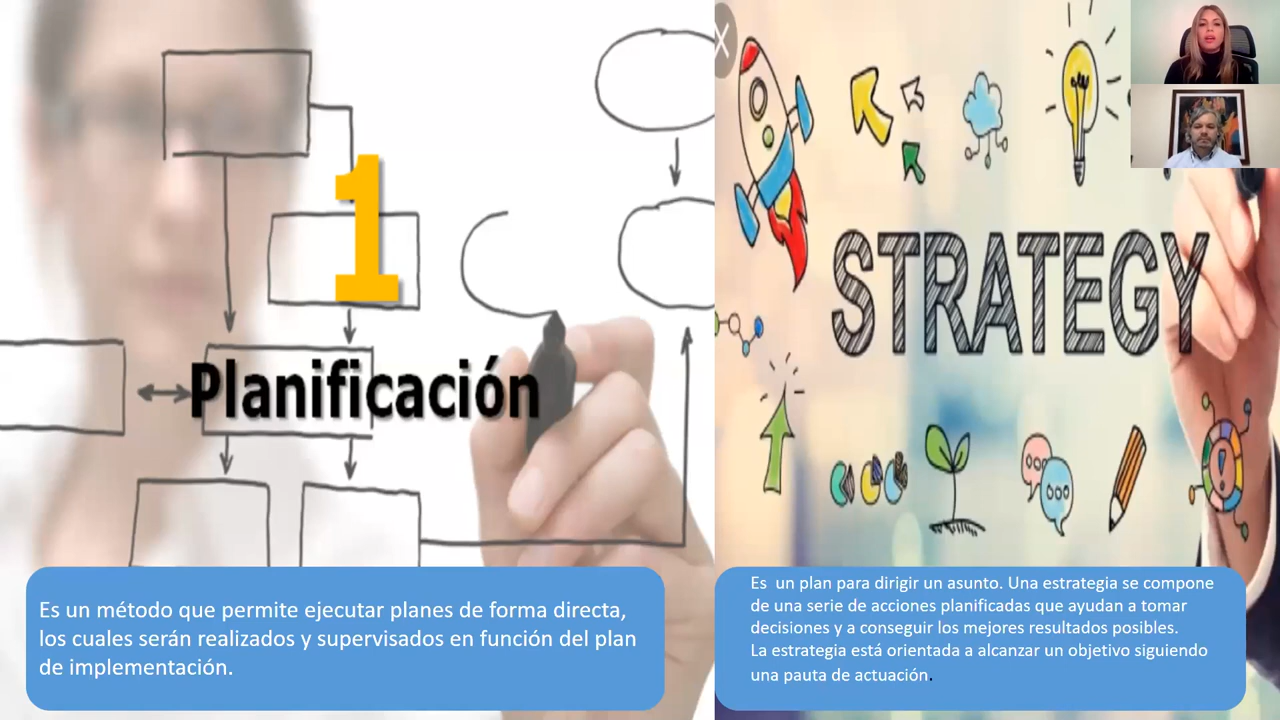 1
Planificación
Es un método que permite ejecutar planes de forma directa,
los cuales serán realizados y supervisados en función del plan
de implementación.
STRATEGY
Es un plan para dirigir un asunto. Una estrategia se compone
de una serie de acciones planificadas que ayudan a tomar
decisiones y a conseguir los mejores resultados posibles.
La estrategia está orientada a alcanzar un objetivo siguiendo
una pauta de actuación.